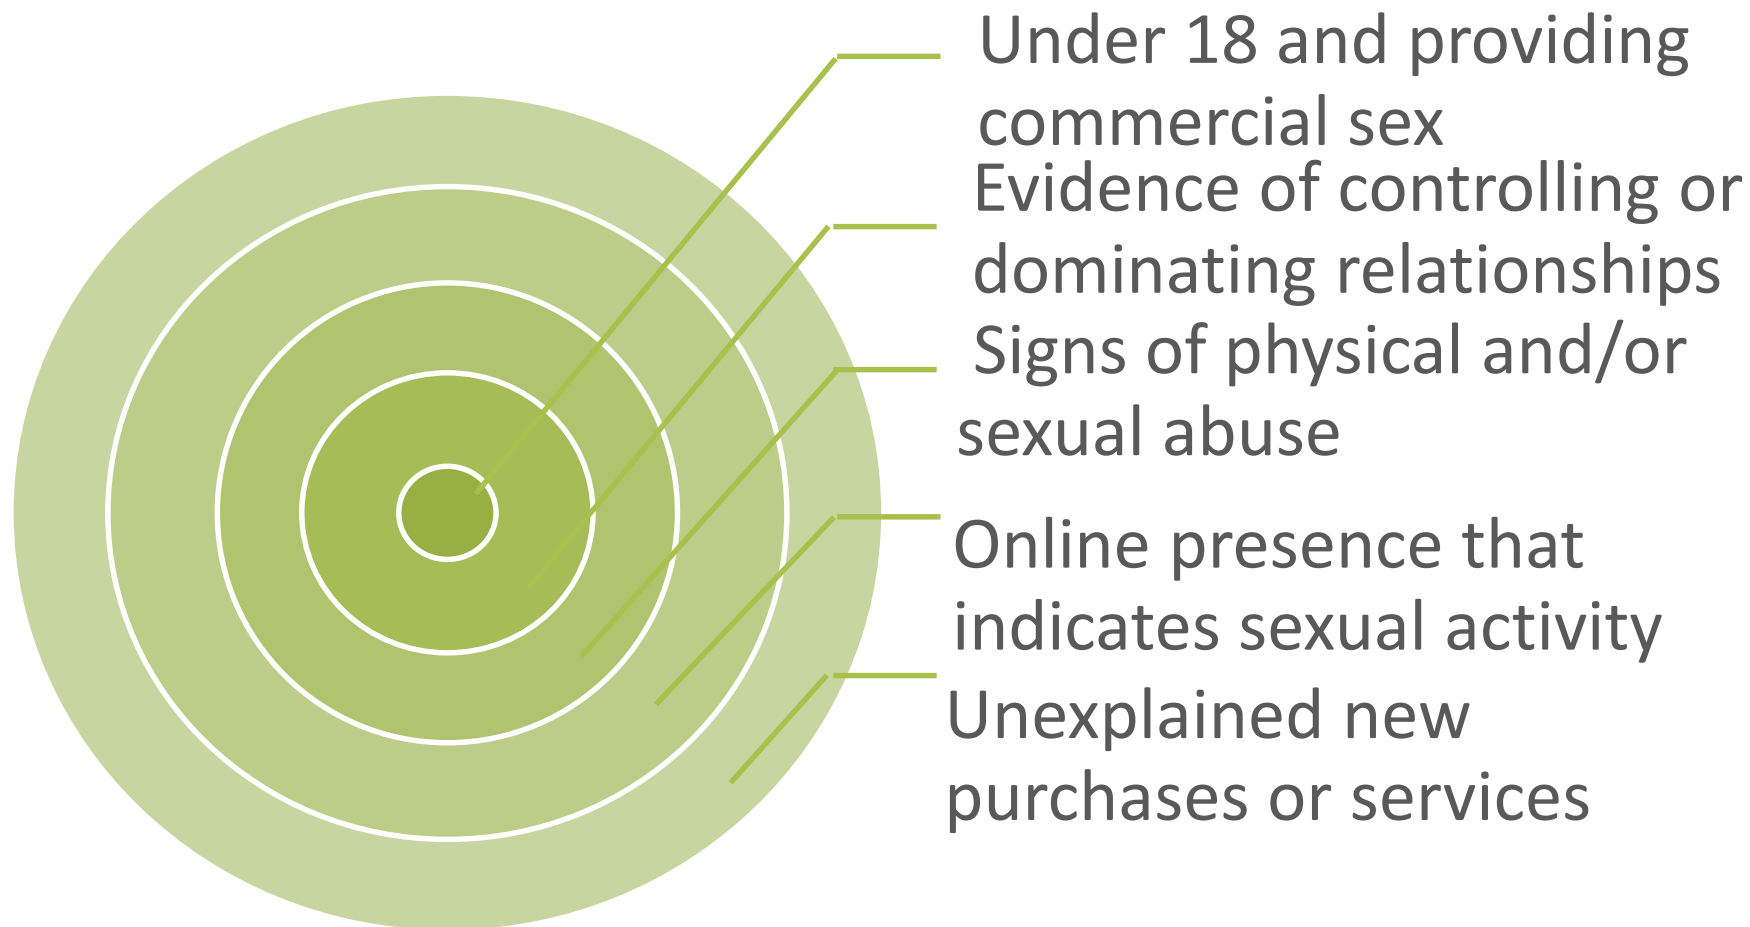 Under 18 and providing
commercial sex
Evidence of controlling or
dominating relationships
Signs of physical and/or
sexual abuse
Online presence that
indicates sexual activity
Unexplained new
purchases or services